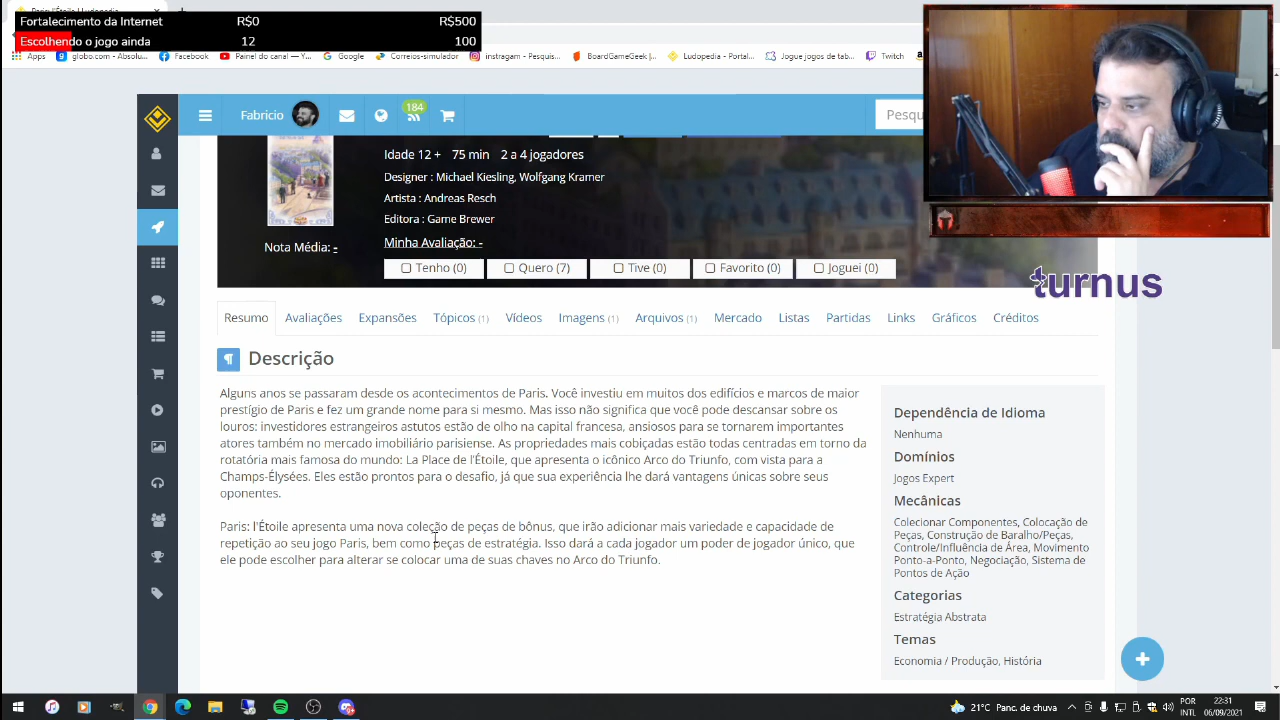 Fortalecimento da Internet R$0 R$500
Escolhendo o jogo ainda 12 100
Apps globo.com - Absolu... Facebook Painel do canal — Y... Google Correios-simulador instragam - Pesquis... BoardGameGeek |... Ludopedia - Portal... Jogue jogos de tab... Twitch
Fabricio 184 Pesqu
Idade 12 + 75 min 2 a 4 jogadores
Designer : Michael Kiesling, Wolfgang Kramer
Artista : Andreas Resch
Editora : Game Brewer
Nota Média: - Minha Avaliação: -
Tenho (0) Quero (7) Tive (0) Favorito (0) Joguei (0)
turnus
Resumo Avaliações Expansões Tópicos (1) Vídeos Imagens (1) Arquivos (1) Mercado Listas Partidas Links Gráficos Créditos
Descrição
Alguns anos se passaram desde os acontecimentos de Paris. Você investiu em muitos dos edifícios e marcos de maior
prestígio de Paris e fez um grande nome para si mesmo. Mas isso não significa que você pode descansar sobre os
louros: investidores estrangeiros astutos estão de olho na capital francesa, ansiosos para se tornarem importantes
atores também no mercado imobiliário parisiense. As propriedades mais cobiçadas estão todas centradas em torno da
rotatória mais famosa do mundo: La Place de l'Étoile, que apresenta o icônico Arco do Triunfo, com vista para a
Champs-Élysées. Eles estão prontos para o desafio, já que sua experiência lhe dará vantagens únicas sobre seus
oponentes.
Paris: l'Étoile apresenta uma nova coleção de peças de bônus, que irão adicionar mais variedade e capacidade de
repetição ao seu jogo Paris, bem como peças de estratégia. Isso dará a cada jogador um poder de jogador único, que
ele pode escolher para alterar se colocar uma de suas chaves no Arco do Triunfo.
Dependência de Idioma
Nenhuma
Domínios
Jogos Expert
Mecânicas
Colecionar Componentes, Colocação de
Peças, Construção de Baralho/Peças,
Controle/Influência de Área, Movimento
Ponto-a-Ponto, Negociação, Sistema de
Pontos de Ação
Categorias
Estratégia Abstrata
Temas
Economia / Produção, História
21°C Panc. de chuva POR 22:31
INTL 06/09/2021